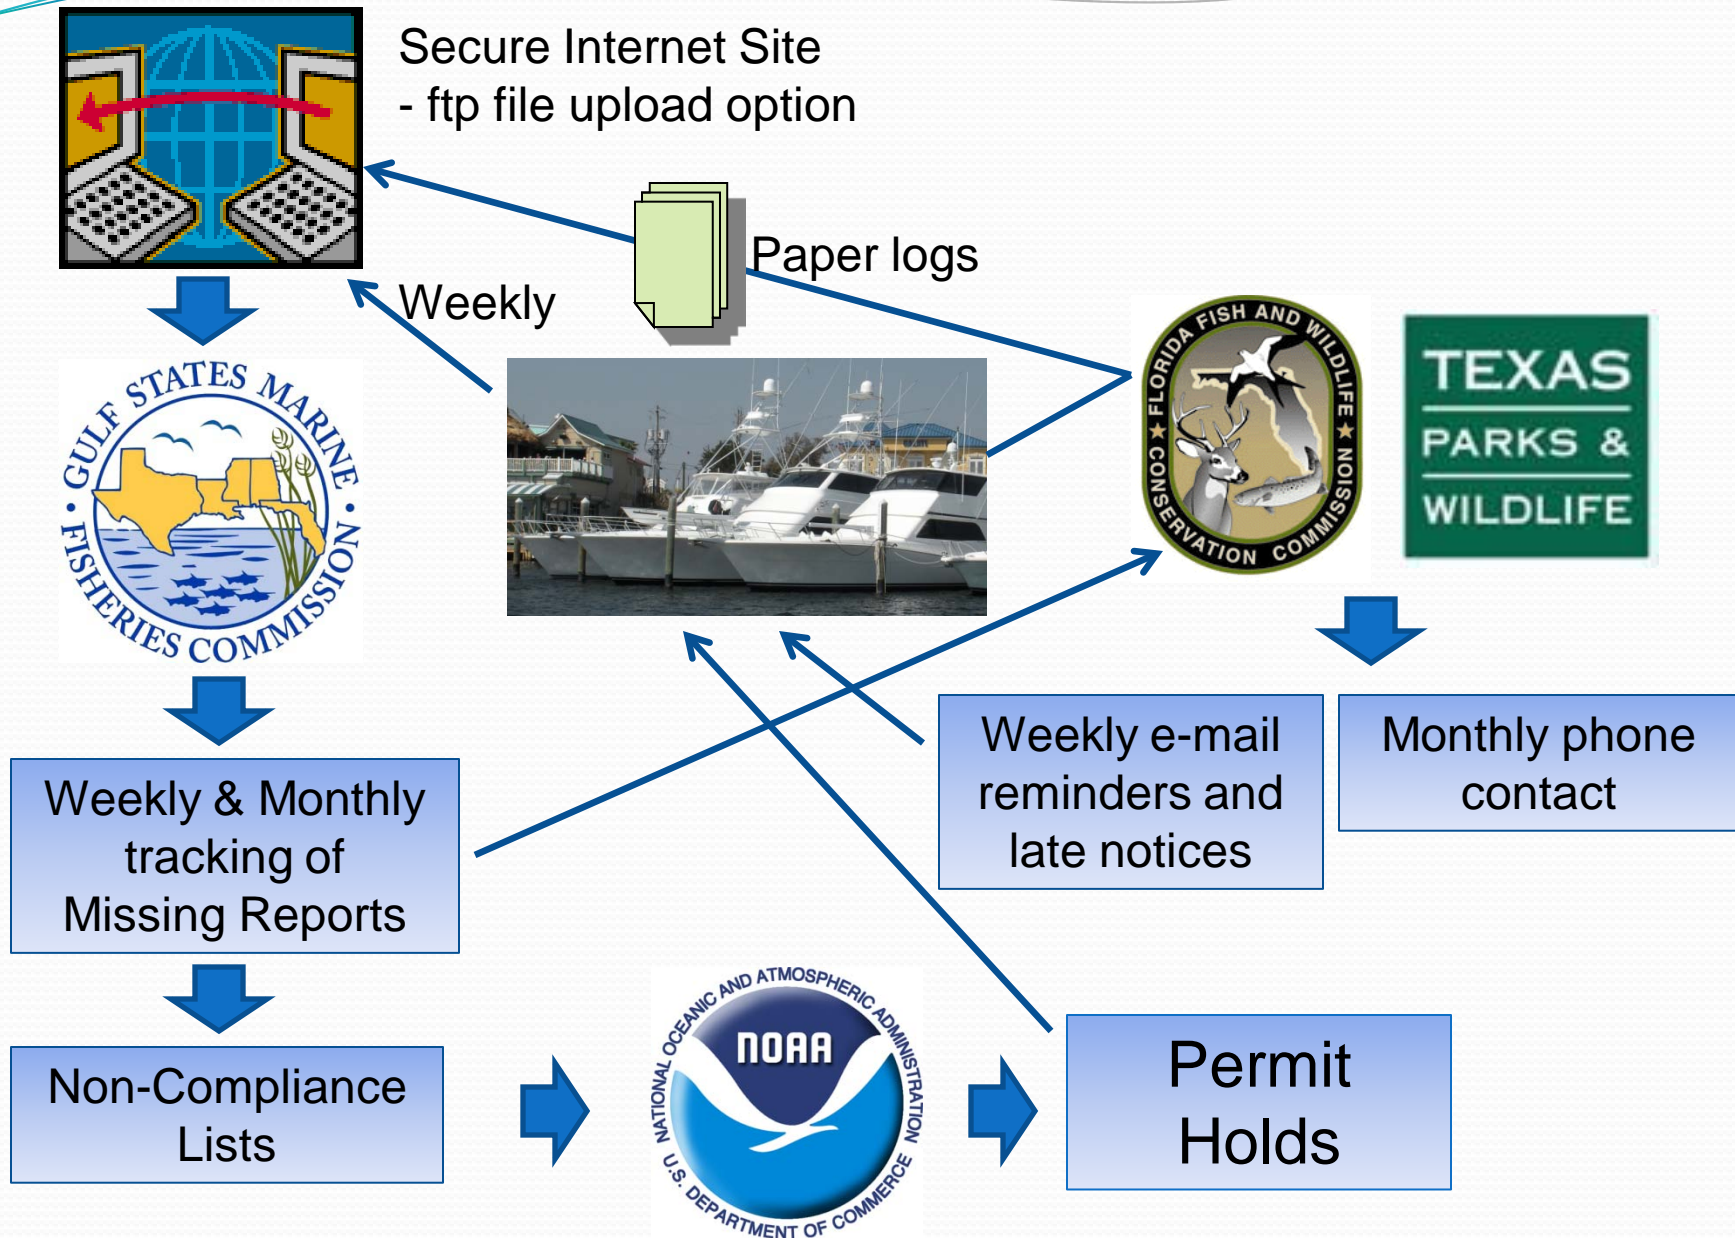 Secure Internet Site
- ftp file upload option
Paper logs
Weekly
GULF STATES MARINE
FISHERIES COMMISSION
FLORIDA FISH AND WILDLIFE
CONSERVATION COMMISSION
TEXAS
PARKS &
WILDLIFE
Weekly e-mail
reminders and
late notices
Monthly phone
contact
Weekly & Monthly
tracking of
Missing Reports
Non-Compliance
Lists
NATIONAL OCEANIC AND ATMOSPHERIC ADMINISTRATION
NOAA
U.S. DEPARTMENT OF COMMERCE
Permit
Holds